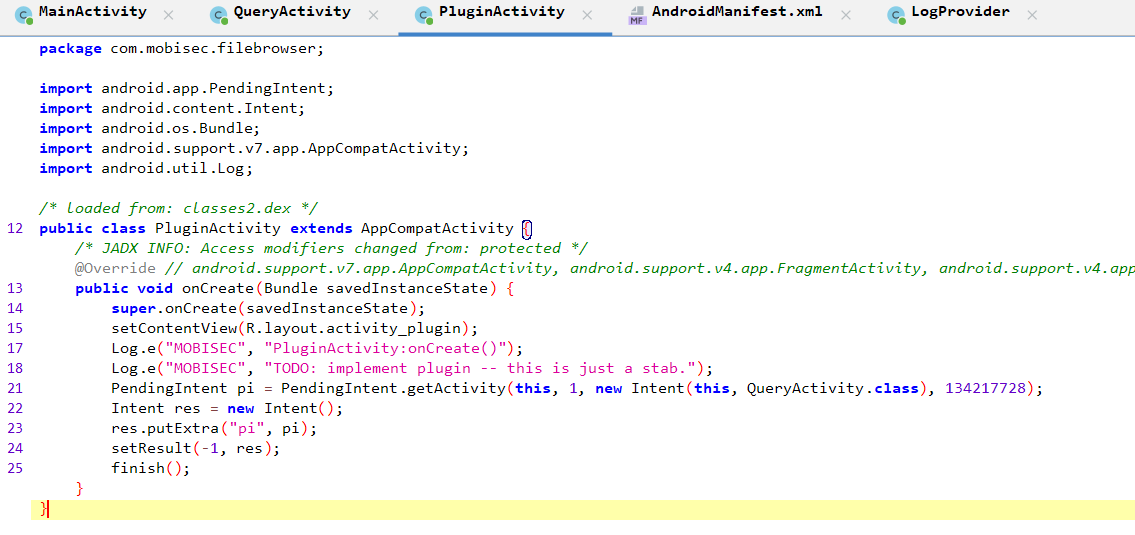 MainActivity QueryActivity PluginActivity MF AndroidManifest.xml LogProvider
package com.mobisec.filebrowser;
import android.app.PendingIntent;
import android.content.Intent;
import android.os.Bundle;
import android.support.v7.app.AppCompatActivity;
import android.util.Log;
/* loaded from: classes2.dex */
12 public class PluginActivity extends AppCompatActivity {
/* JADX INFO: Access modifiers changed from: protected */
@Override // android.support.v7.app.AppCompatActivity, android.support.v4.app.FragmentActivity, android.support.v4.app
13 public void onCreate(Bundle savedInstanceState) {
14 super.onCreate(savedInstanceState);
15 setContentView(R.layout.activity_plugin);
17 Log.e("MOBISEC", "PluginActivity:onCreate()");
18 Log.e("MOBISEC", "TODO: implement plugin -- this is just a stab.");
21 PendingIntent pi = PendingIntent.getActivity(this, 1, new Intent(this, QueryActivity.class), 134217728);
22 Intent res = new Intent();
23 res.putExtra("pi", pi);
24 setResult(-1, res);
25 finish();
}
}